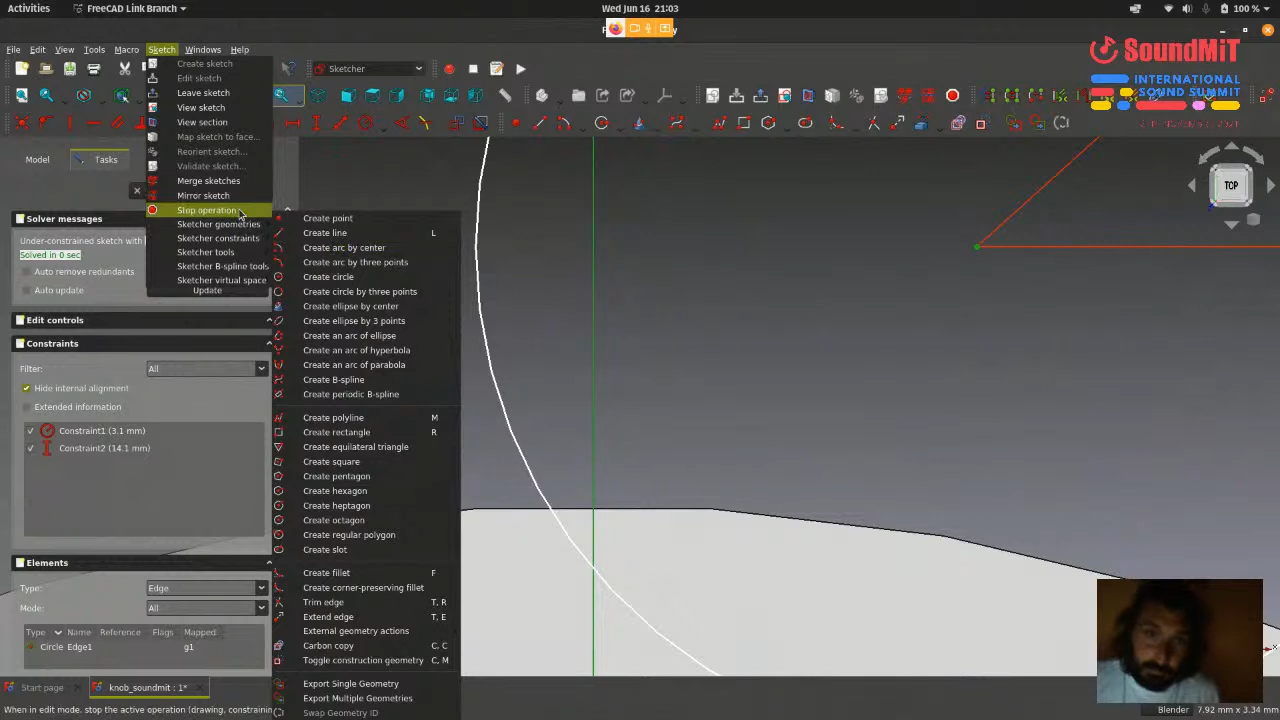 Activities
FreeCAD Link Branch
Wed Jun 16 21:03
100 %
File Edit View Tools Macro Sketch Windows Help
SoundMiT
INTERNATIONAL
SOUND SUMMIT
Create sketch
Edit sketch
Leave sketch
View sketch
View section
Map sketch to face...
Reorient sketch...
Validate sketch...
Merge sketches
Mirror sketch
Stop operation
Sketcher geometries
Sketcher constraints
Sketcher tools
Sketcher B-spline tools
Sketcher virtual space
Update
Sketcher
Model
Tasks
Solver messages
Under-constrained sketch with
Solved in 0 sec
Auto remove redundants
Auto update
Edit controls
Constraints
Filter: All
Hide internal alignment
Extended information
Constraint1 (3.1 mm)
Constraint2 (14.1 mm)
Elements
Type: Edge
Mode: All
Type Name Reference Flags Mapped
Circle Edge1 g1
Create point
Create line L
Create arc by center
Create arc by three points
Create circle
Create circle by three points
Create ellipse by center
Create ellipse by 3 points
Create an arc of ellipse
Create an arc of hyperbola
Create an arc of parabola
Create B-spline
Create periodic B-spline
Create polyline M
Create rectangle R
Create equilateral triangle
Create square
Create pentagon
Create hexagon
Create heptagon
Create octagon
Create regular polygon
Create slot
Create fillet F
Create corner-preserving fillet
Trim edge T, R
Extend edge T, E
External geometry actions
Carbon copy C, C
Toggle construction geometry C, M
Export Single Geometry
Export Multiple Geometries
Swap Geometry ID
TOP
Start page
knob_soundmit : 1*
When in edit mode, stop the active operation (drawing, constraini
Blender
7.92 mm x 3.34 mm